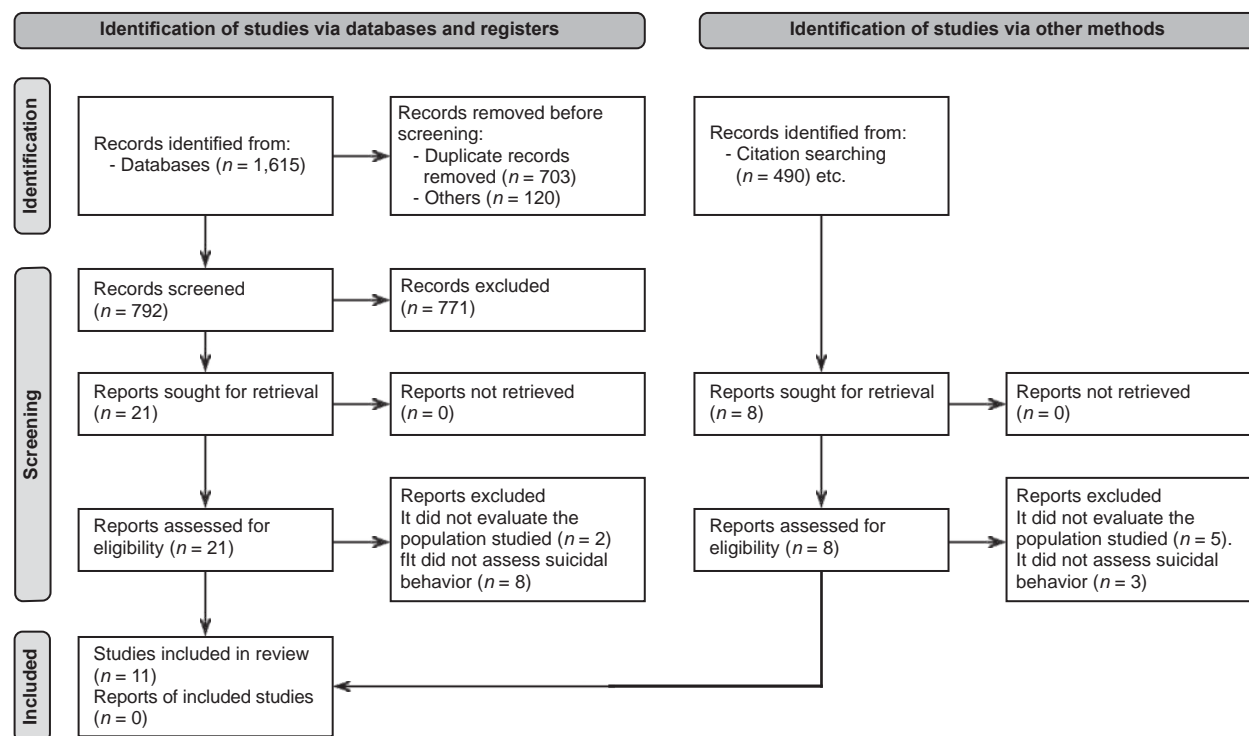 Identification of studies via databases and registers
Identification of studies via other methods
Identification
Records identified from:
- Databases (n = 1,615)
Records removed before
screening:
- Duplicate records
removed (n = 703)
- Others (n = 120)
Records identified from:
- Citation searching
(n = 490) etc.
Screening
Records screened
(n = 792)
Records excluded
(n = 771)
Reports sought for retrieval
(n = 21)
Reports not retrieved
(n = 0)
Reports sought for retrieval
(n = 8)
Reports not retrieved
(n = 0)
Reports assessed for
eligibility (n = 21)
Reports excluded
It did not evaluate the
population studied (n = 2)
fIt did not assess suicidal
behavior (n = 8)
Reports assessed for
eligibility (n = 8)
Reports excluded
It did not evaluate the
population studied (n = 5).
It did not assess suicidal
behavior (n = 3)
Included
Studies included in review
(n = 11)
Reports of included studies
(n = 0)